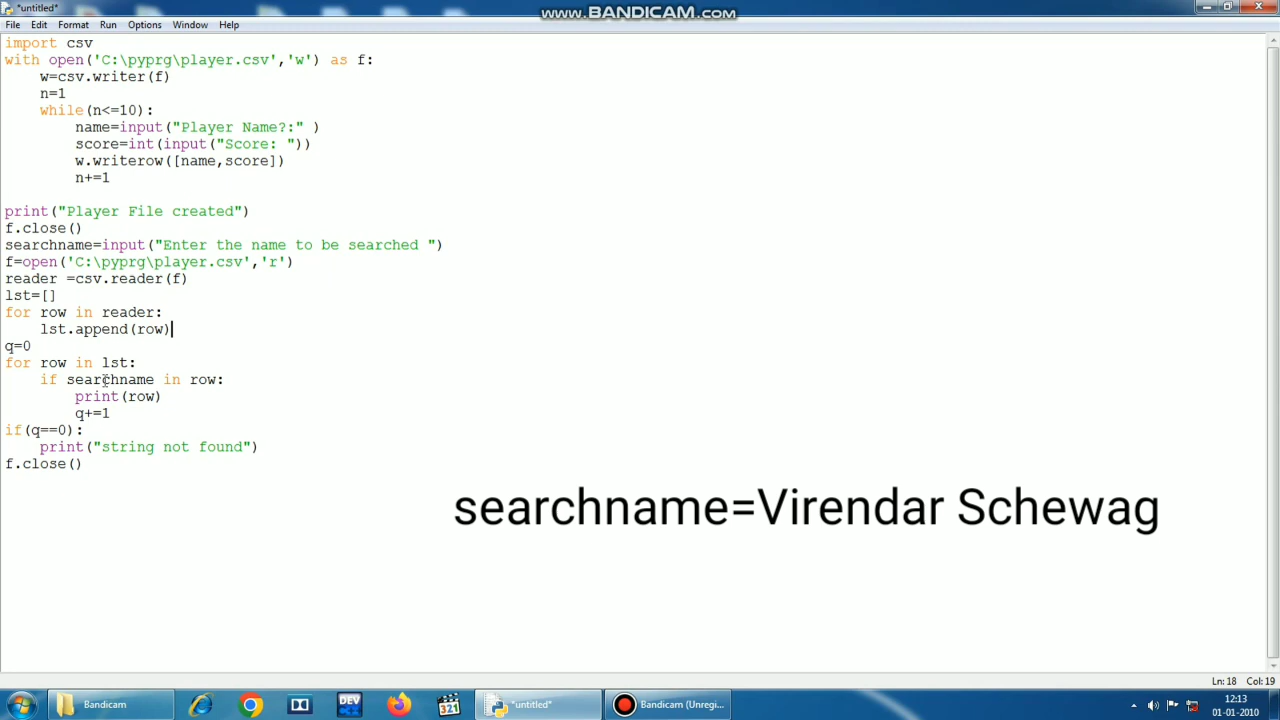 *untitled*
www.BANDICAM.com
File Edit Format Run Options Window Help
import csv
with open('C:\pyprg\player.csv','w') as f:
    w=csv.writer(f)
    n=1
    while(n<=10):
        name=input("Player Name?:" )
        score=int(input("Score: "))
        w.writerow([name,score])
        n+=1
print("Player File created")
f.close()
searchname=input("Enter the name to be searched ")
f=open('C:\pyprg\player.csv','r')
reader =csv.reader(f)
lst=[]
for row in reader:
    lst.append(row)
q=0
for row in lst:
    if searchname in row:
        print(row)
        q+=1
if(q==0):
    print("string not found")
f.close()
searchname=Virendar Schewag
Ln: 18 Col: 19
Bandicam
DEV
321
*untitled*
Bandicam (Unregi...
12:13
01-01-2010